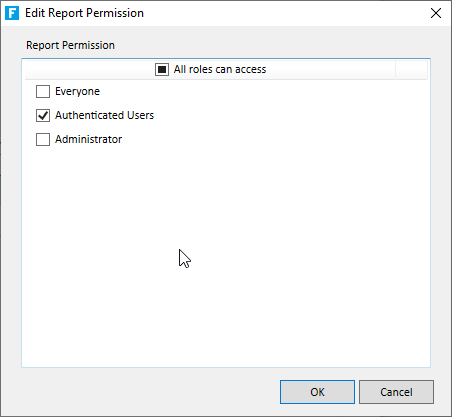 F Edit Report Permission
Report Permission
All roles can access
Everyone
Authenticated Users
Administrator
OK Cancel